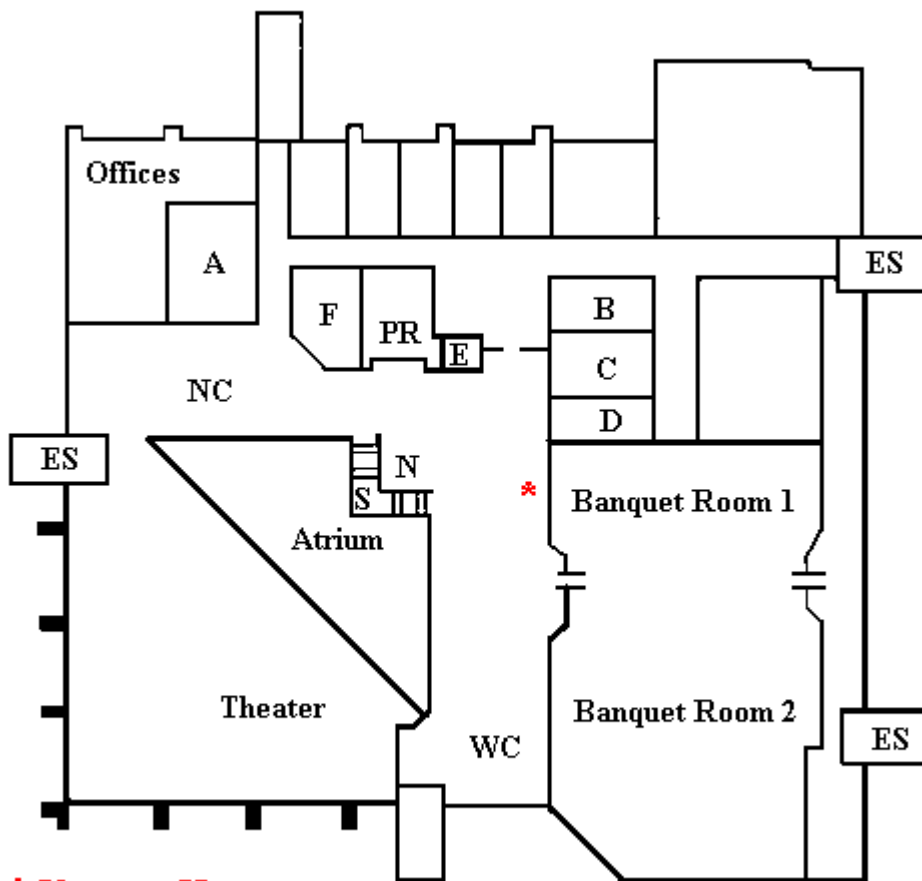 Offices
A
ES
F
PR
E
B
C
NC
D
ES
N
S
*
Banquet Room 1
Atrium
Theater
Banquet Room 2
WC
ES